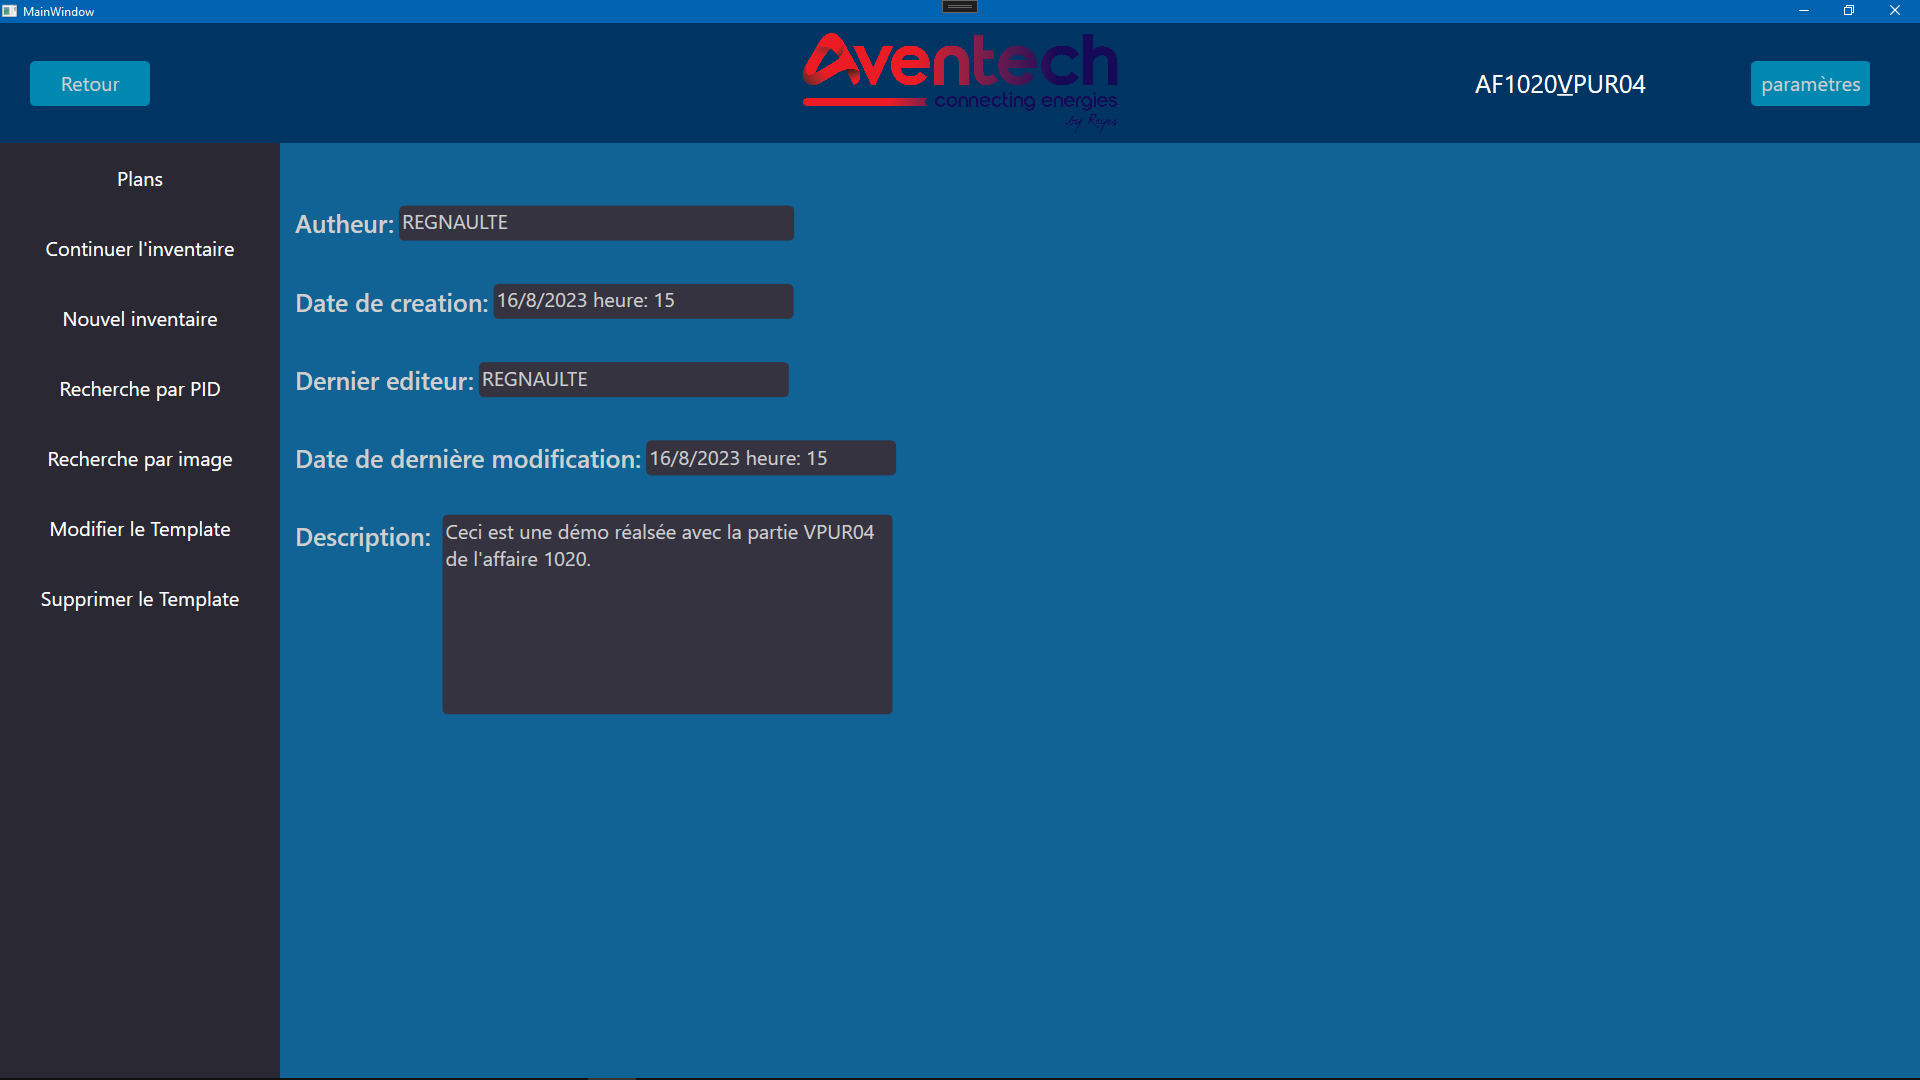 MainWindow
Retour
Aventech
connecting energies
by Reyes
AF1020VPUR04
paramètres
Plans
Continuer l'inventaire
Nouvel inventaire
Recherche par PID
Recherche par image
Modifier le Template
Supprimer le Template
Autheur: REGNAULTE
Date de creation: 16/8/2023 heure: 15
Dernier editeur: REGNAULTE
Date de dernière modification: 16/8/2023 heure: 15
Description: Ceci est une démo réalsée avec la partie VPUR04
de l'affaire 1020.